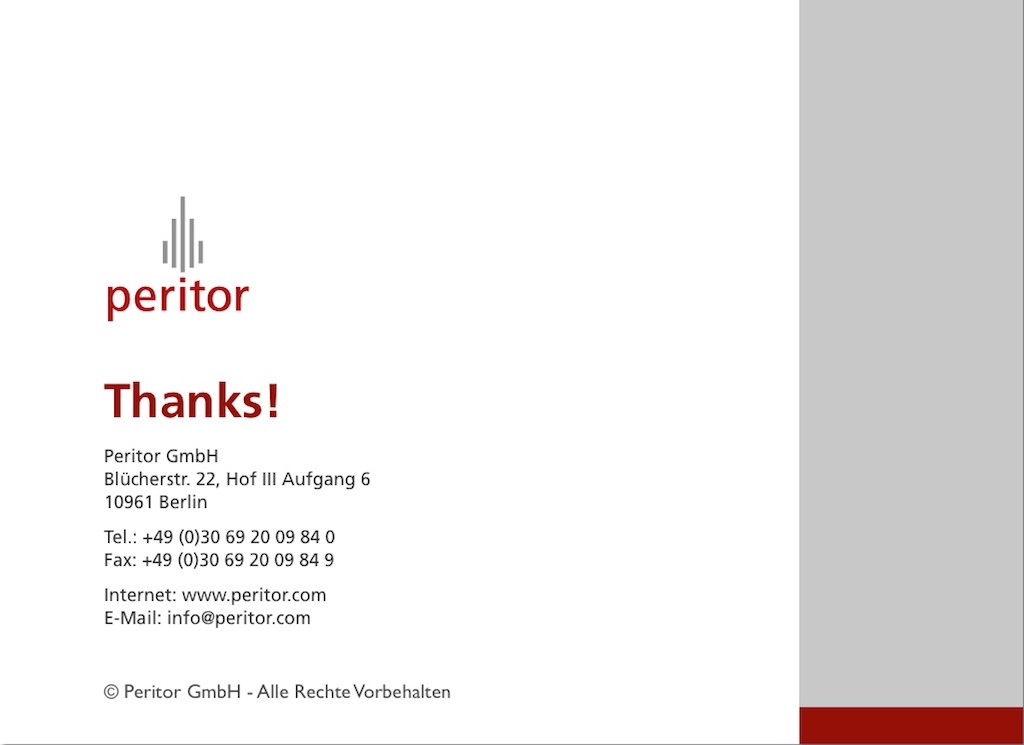 peritor
Thanks!
Peritor GmbH
Blücherstr. 22, Hof III Aufgang 6
10961 Berlin
Tel.: +49 (0)30 69 20 09 84 0
Fax: +49 (0)30 69 20 09 84 9
Internet: www.peritor.com
E-Mail: info@peritor.com
© Peritor GmbH - Alle Rechte Vorbehalten